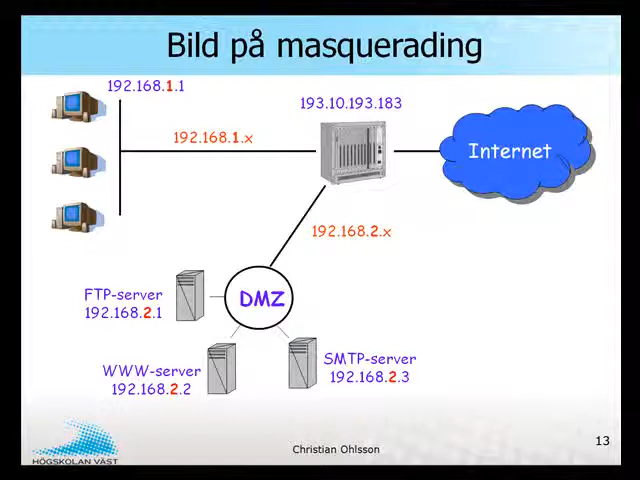 Bild på masquerading
192.168.1.1
193.10.193.183
192.168.1.x
Internet
192.168.2.x
FTP-server
192.168.2.1
DMZ
WWW-server
192.168.2.2
SMTP-server
192.168.2.3
HÖGSKOLAN VÄST
Christian Ohlsson
13